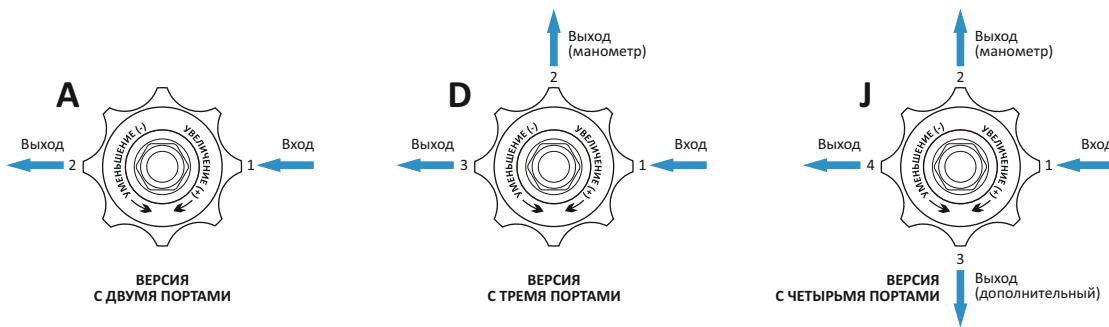 A
Выход
2
УМЕНЬШЕНИЕ (-)
УВЕЛИЧЕНИЕ (+)
1
Вход
ВЕРСИЯ
С ДВУМЯ ПОРТАМИ
D
Выход
(манометр)
2
Выход
3
УМЕНЬШЕНИЕ (-)
УВЕЛИЧЕНИЕ (+)
1
Вход
ВЕРСИЯ
С ТРЕМЯ ПОРТАМИ
J
Выход
(манометр)
2
Выход
4
УМЕНЬШЕНИЕ (-)
УВЕЛИЧЕНИЕ (+)
1
Вход
3
Выход
(дополнительный)
ВЕРСИЯ
С ЧЕТЫРЬМЯ ПОРТАМИ